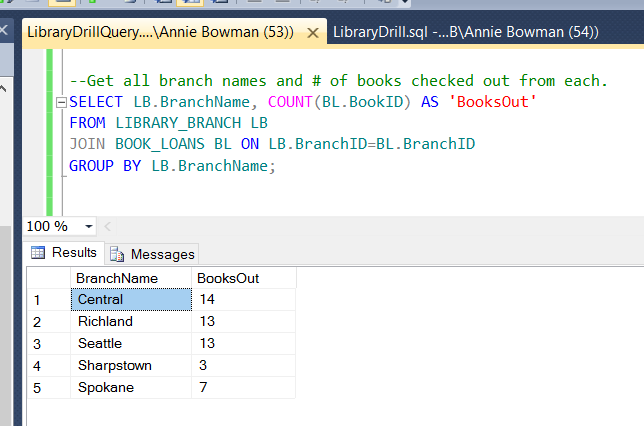 LibraryDrillQuery....\Annie Bowman (53)) LibraryDrill.sql -...B\Annie Bowman (54))
--Get all branch names and # of books checked out from each.
SELECT LB.BranchName, COUNT(BL.BookID) AS 'BooksOut'
FROM LIBRARY_BRANCH LB
JOIN BOOK_LOANS BL ON LB.BranchID=BL.BranchID
GROUP BY LB.BranchName;
100 %
Results Messages
BranchName BooksOut
1 Central 14
2 Richland 13
3 Seattle 13
4 Sharpstown 3
5 Spokane 7